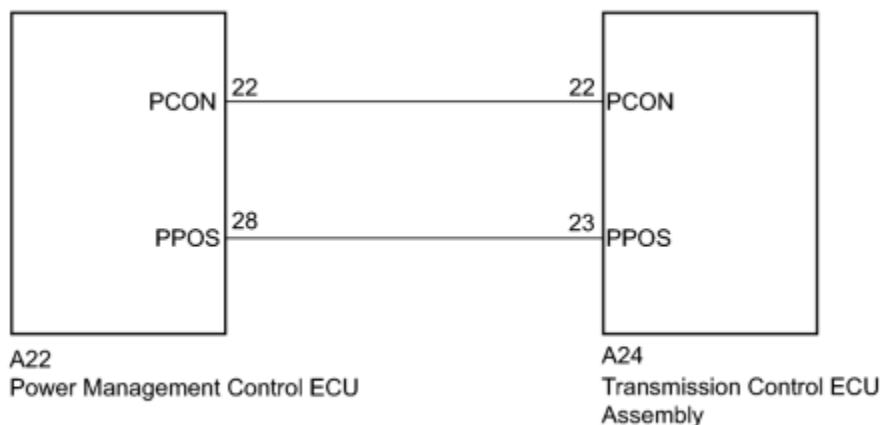 PCON 22 22 PCON
PPOS 28 23 PPOS
A22
Power Management Control ECU
A24
Transmission Control ECU
Assembly